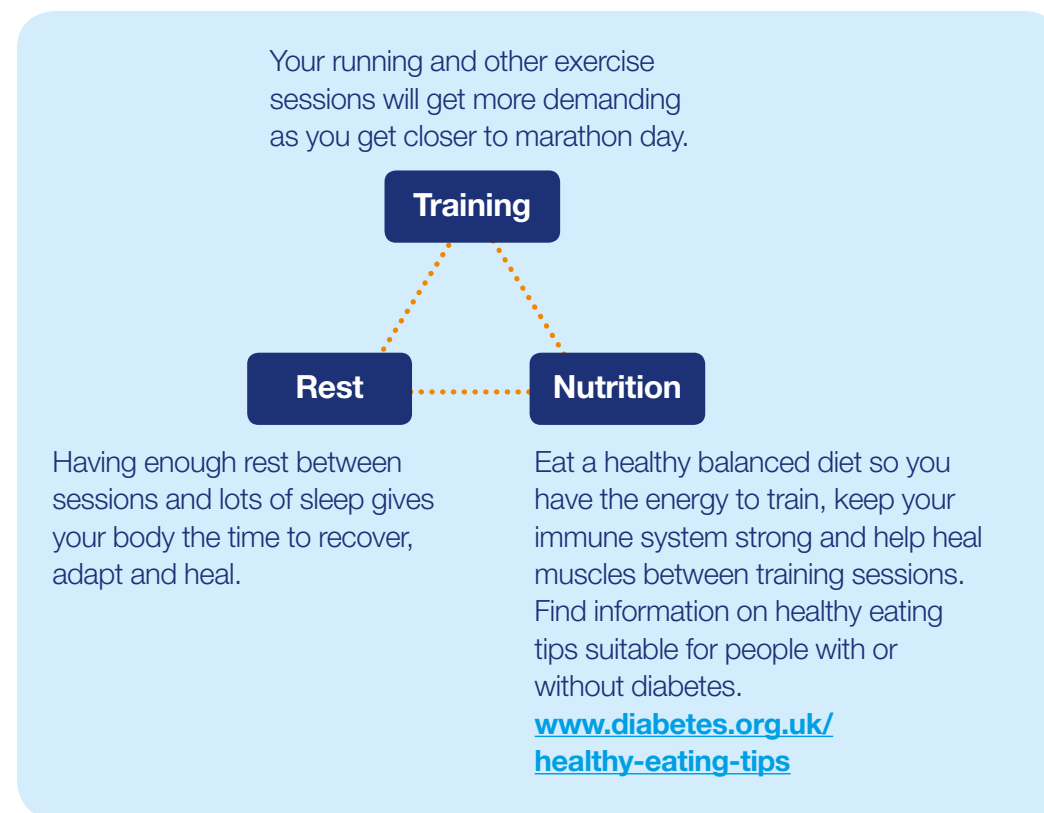 Your running and other exercise
sessions will get more demanding
as you get closer to marathon day.
Training
Rest
Nutrition
Having enough rest between
sessions and lots of sleep gives
your body the time to recover,
adapt and heal.
Eat a healthy balanced diet so you
have the energy to train, keep your
immune system strong and help heal
muscles between training sessions.
Find information on healthy eating
tips suitable for people with or
without diabetes.
www.diabetes.org.uk/
healthy-eating-tips